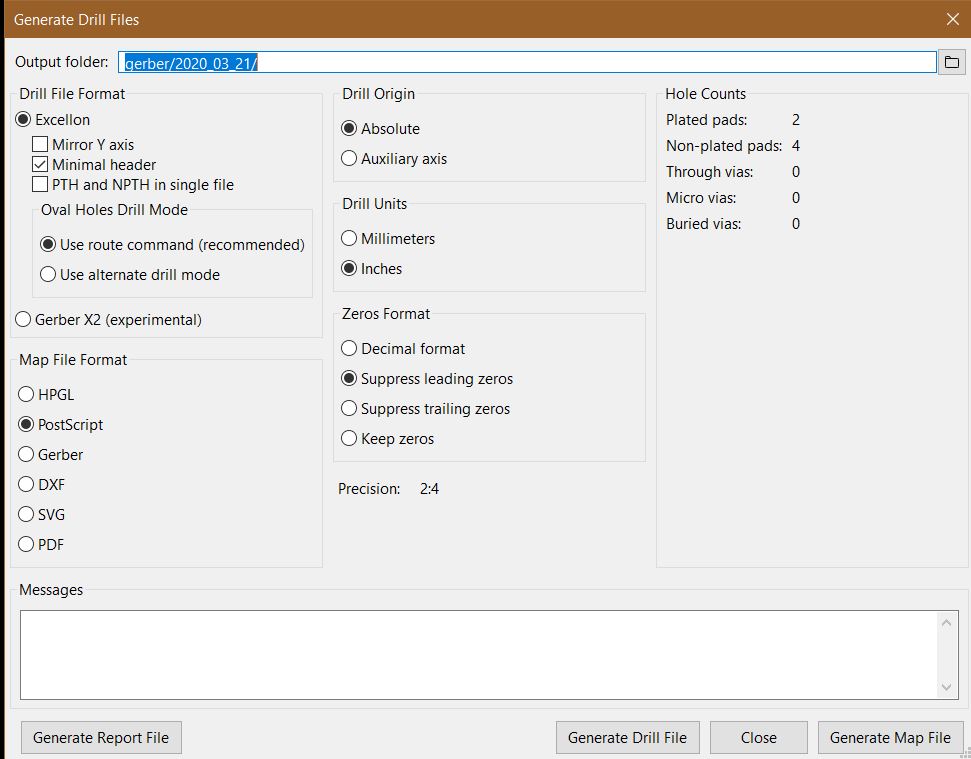 Generate Drill Files
Output folder: gerber/2020_03_21/
Drill File Format
Excellon
Mirror Y axis
Minimal header
PTH and NPTH in single file
Oval Holes Drill Mode
Use route command (recommended)
Use alternate drill mode
Gerber X2 (experimental)
Map File Format
HPGL
PostScript
Gerber
DXF
SVG
PDF
Drill Origin
Absolute
Auxiliary axis
Drill Units
Millimeters
Inches
Zeros Format
Decimal format
Suppress leading zeros
Suppress trailing zeros
Keep zeros
Precision: 2:4
Hole Counts
Plated pads: 2
Non-plated pads: 4
Through vias: 0
Micro vias: 0
Buried vias: 0
Messages
Generate Report File
Generate Drill File
Close
Generate Map File